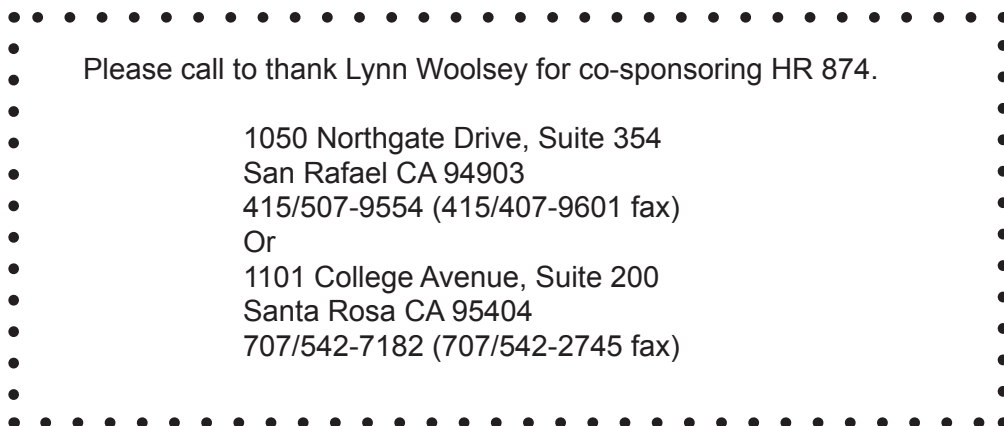 Please call to thank Lynn Woolsey for co-sponsoring HR 874.
1050 Northgate Drive, Suite 354
San Rafael CA 94903
415/507-9554 (415/407-9601 fax)
Or
1101 College Avenue, Suite 200
Santa Rosa CA 95404
707/542-7182 (707/542-2745 fax)